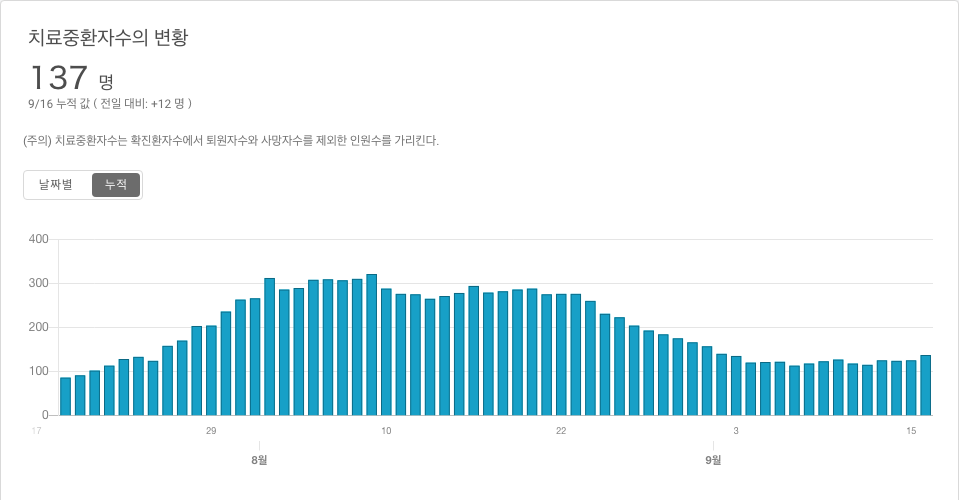 치료중환자수의 변황
137 명
9/16 누적 값 ( 전일 대비: +12 명 )
(주의) 치료중환자수는 확진환자수에서 퇴원자수와 사망자수를 제외한 인원수를 가리킨다.
날짜별 누적
400
300
200
100
0
17 29 10 22 3 15
8월 9월